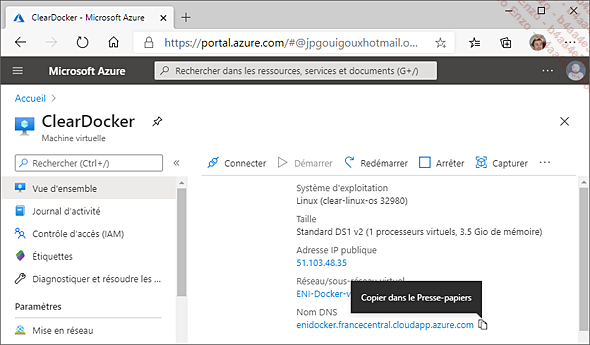 ClearDocker - Microsoft Azure
https://portal.azure.com/#@jpgouigouxhotmail.o...
Microsoft Azure
Rechercher dans les ressources, services et documents (G+/)
Accueil
ClearDocker
Machine virtuelle
Rechercher (Ctrl+/)
Connecter
Démarrer
Redémarrer
Arrêter
Capturer
Vue d'ensemble
Journal d'activité
Contrôle d'accès (IAM)
Étiquettes
Diagnostiquer et résoudre les ...
Paramètres
Mise en réseau
Système d'exploitation
Linux (clear-linux-os 32980)
Taille
Standard DS1 v2 (1 processeurs virtuels, 3.5 Gio de mémoire)
Adresse IP publique
51.103.48.35
Réseau/sous-réseau virtuel
ENI-Docker-v
Copier dans le Presse-papiers
Nom DNS
enidocker.francecentral.cloudapp.azure.com